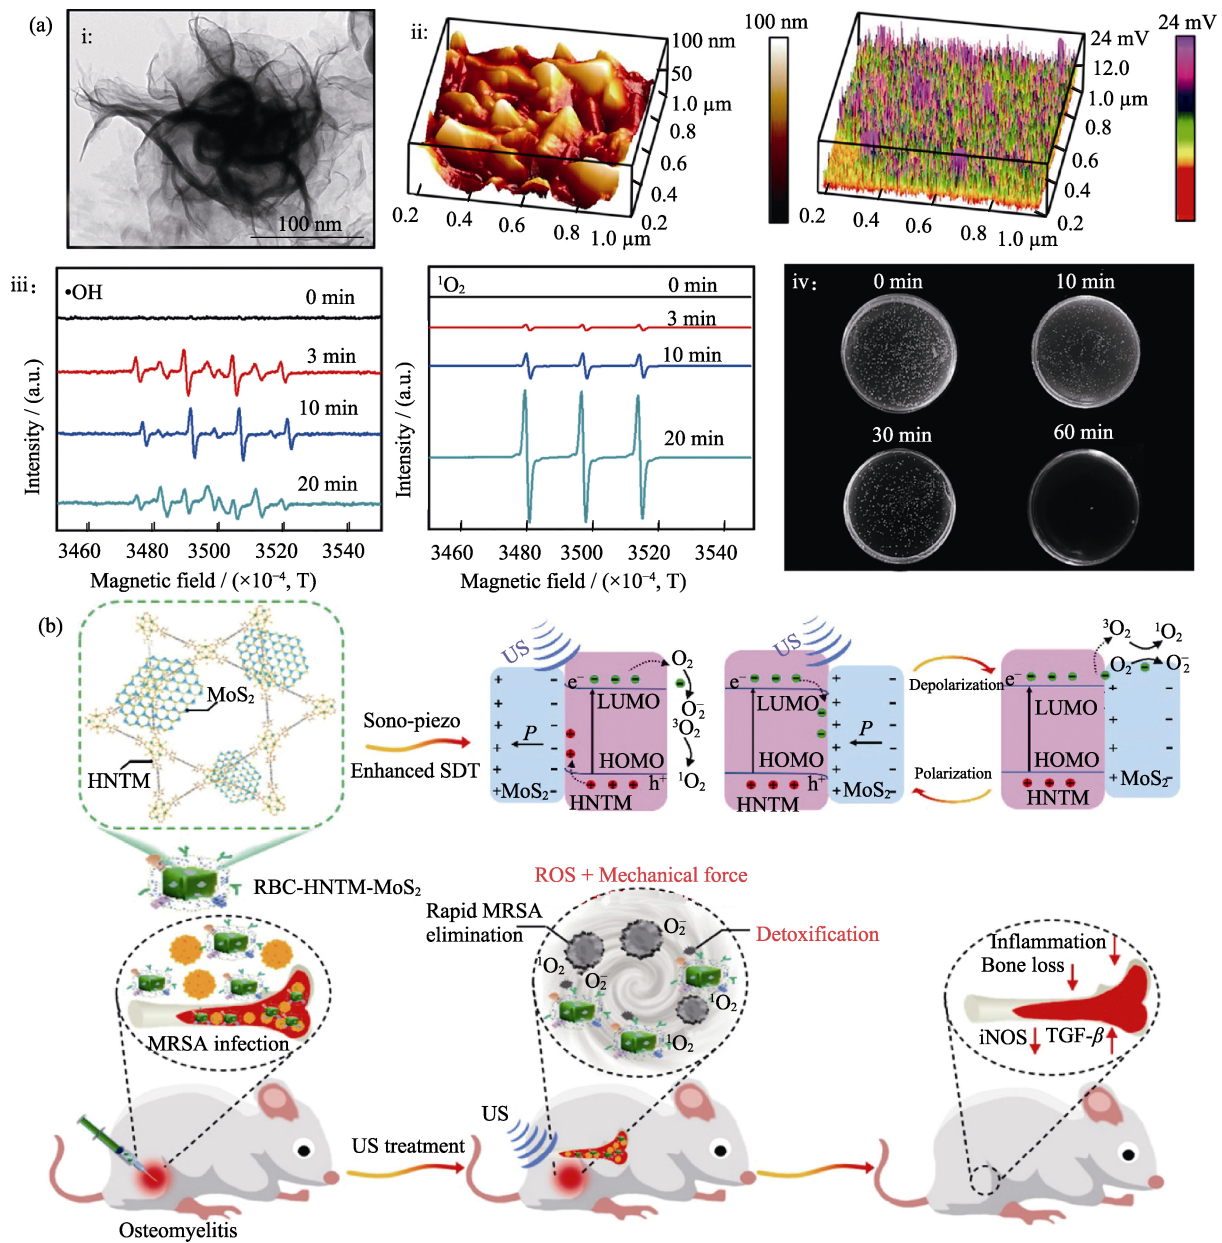 (a)
i:
100 nm
ii:
100 nm
50
1.0 μm
0.8
0.6
0.4
0.2
0.2
0.4
0.6
0.8
1.0 μm
100 nm
24 mV
12.0
1.0 μm
0.8
0.6
0.4
0.2
0.2
0.4
0.6
0.8
1.0 μm
24 mV
iii:
•OH
0 min
3 min
10 min
20 min
Intensity / (a.u.)
3460 3480 3500 3520 3540
Magnetic field / (×10⁻⁴, T)
¹O₂
0 min
3 min
10 min
20 min
Intensity / (a.u.)
3460 3480 3500 3520 3540
Magnetic field / (×10⁻⁴, T)
iv:
0 min
10 min
30 min
60 min
(b)
MoS₂
HNTM
Sono-piezo
Enhanced SDT
US
e⁻
LUMO
HOMO
h⁺
P
+MoS₂−
HNTM
O₂
O₂⁻
³O₂
¹O₂
US
e⁻
LUMO
HOMO
h⁺
HNTM
P
+MoS₂−
Depolarization
Polarization
e⁻
LUMO
HOMO
HNTM
+MoS₂−
³O₂
¹O₂
O₂
O₂⁻
RBC-HNTM-MoS₂
MRSA infection
ROS + Mechanical force
Rapid MRSA
elimination
O₂⁻
Detoxification
¹O₂
O₂⁻
¹O₂
¹O₂
Inflammation
Bone loss
iNOS
TGF-β
Osteomyelitis
US treatment
US